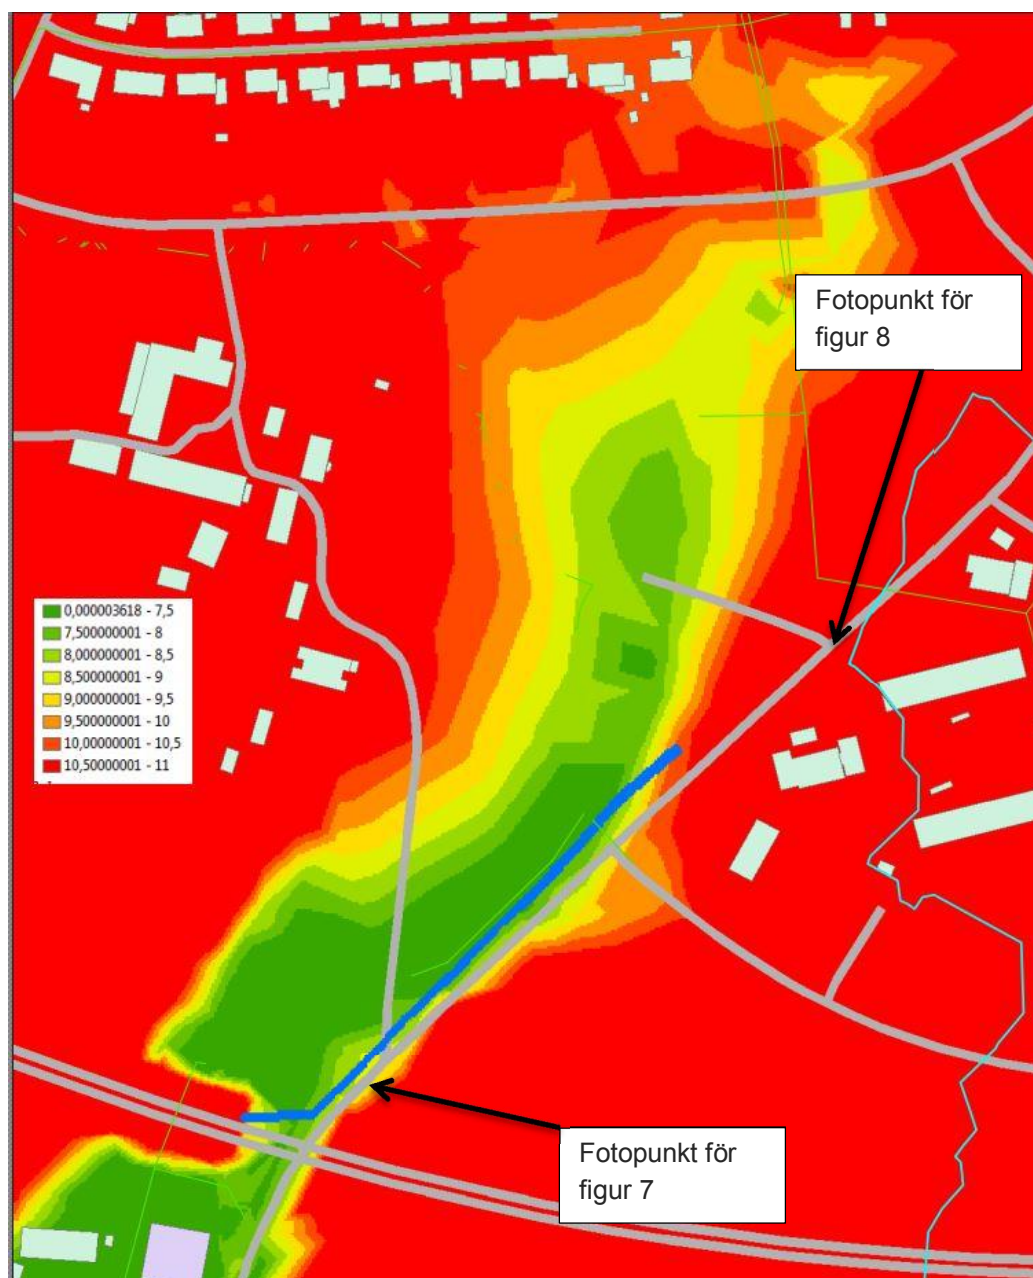 Fotopunkt för
figur 8
0,000003618 - 7,5
7,500000001 - 8
8,000000001 - 8,5
8,500000001 - 9
9,000000001 - 9,5
9,500000001 - 10
10,00000001 - 10,5
10,50000001 - 11
Fotopunkt för
figur 7